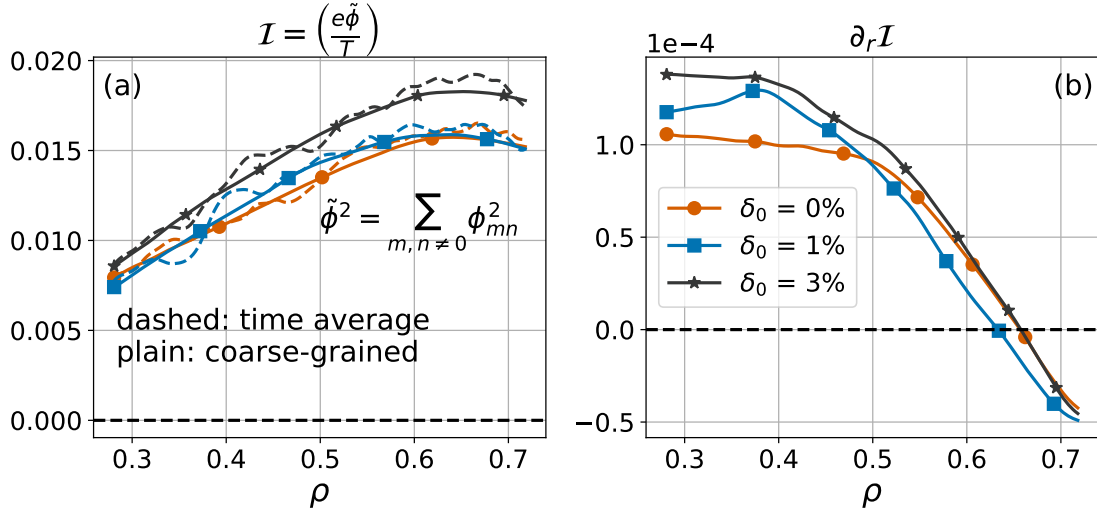 ℐ = (eϕ̃/T)
(a)
0.020
0.015
0.010
0.005
0.000
ϕ̃² = ∑_{m, n ≠ 0} ϕ²_{mn}
dashed: time average
plain: coarse-grained
0.3 0.4 0.5 0.6 0.7
ρ
∂ᵣℐ
1e−4
(b)
1.0
0.5
0.0
−0.5
δ₀ = 0%
δ₀ = 1%
δ₀ = 3%
0.3 0.4 0.5 0.6 0.7
ρ